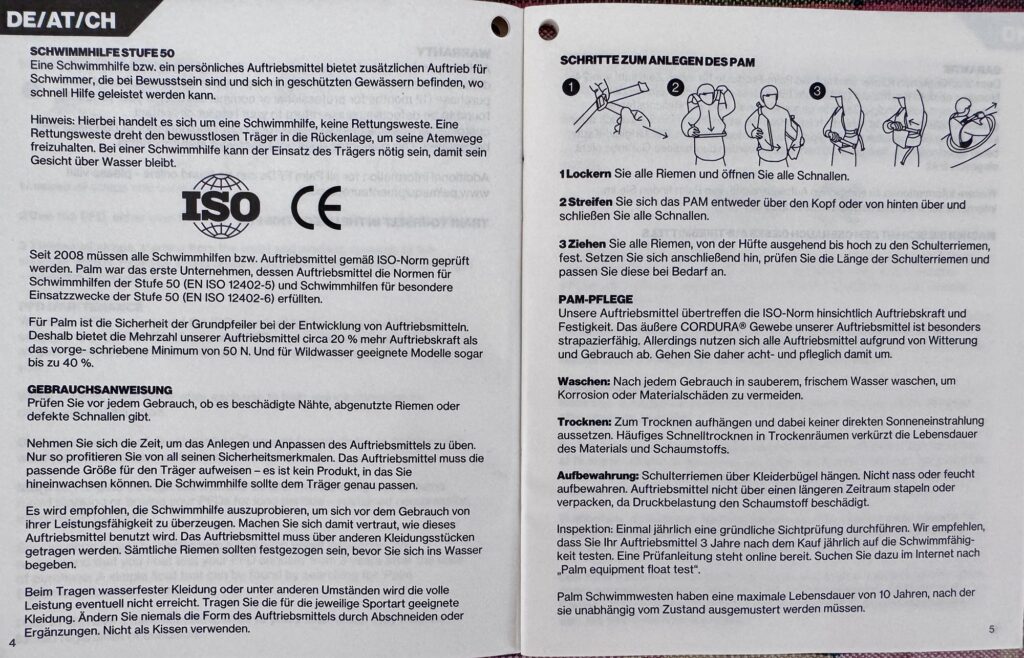 DE/AT/CH
SCHWIMMHILFE STUFE 50
Eine Schwimmhilfe bzw. ein persönliches Auftriebsmittel bietet zusätzlichen Auftrieb für
Schwimmer, die bei Bewusstsein sind und sich in geschützten Gewässern befinden, wo
schnell Hilfe geleistet werden kann.
Hinweis: Hierbei handelt es sich um eine Schwimmhilfe, keine Rettungsweste. Eine
Rettungsweste dreht den bewusstlosen Träger in die Rückenlage, um seine Atemwege
freizuhalten. Bei einer Schwimmhilfe kann der Einsatz des Trägers nötig sein, damit sein
Gesicht über Wasser bleibt.
ISO CE
Seit 2008 müssen alle Schwimmhilfen bzw. Auftriebsmittel gemäß ISO-Norm geprüft
werden. Palm war das erste Unternehmen, dessen Auftriebsmittel die Normen für
Schwimmhilfen der Stufe 50 (EN ISO 12402-5) und Schwimmhilfen für besondere
Einsatzzwecke der Stufe 50 (EN ISO 12402-6) erfüllten.
Für Palm ist die Sicherheit der Grundpfeiler bei der Entwicklung von Auftriebsmitteln.
Deshalb bietet die Mehrzahl unserer Auftriebsmittel circa 20 % mehr Auftriebskraft als
das vorge- schriebene Minimum von 50 N. Und für Wildwasser geeignete Modelle sogar
bis zu 40 %.
GEBRAUCHSANWEISUNG
Prüfen Sie vor jedem Gebrauch, ob es beschädigte Nähte, abgenutzte Riemen oder
defekte Schnallen gibt.
Nehmen Sie sich die Zeit, um das Anlegen und Anpassen des Auftriebsmittels zu üben.
Nur so profitieren Sie von all seinen Sicherheitsmerkmalen. Das Auftriebsmittel muss die
passende Größe für den Träger aufweisen – es ist kein Produkt, in das Sie
hineinwachsen können. Die Schwimmhilfe sollte dem Träger genau passen.
Es wird empfohlen, die Schwimmhilfe auszuprobieren, um sich vor dem Gebrauch von
ihrer Leistungsfähigkeit zu überzeugen. Machen Sie sich damit vertraut, wie dieses
Auftriebsmittel benutzt wird. Das Auftriebsmittel muss über anderen Kleidungsstücken
getragen werden. Sämtliche Riemen sollten festgezogen sein, bevor Sie sich ins Wasser
begeben.
Beim Tragen wasserfester Kleidung oder unter anderen Umständen wird die volle
Leistung eventuell nicht erreicht. Tragen Sie die für die jeweilige Sportart geeignete
Kleidung. Ändern Sie niemals die Form des Auftriebsmittels durch Abschneiden oder
Ergänzungen. Nicht als Kissen verwenden.
4
SCHRITTE ZUM ANLEGEN DES PAM
1 2 3
1 Lockern Sie alle Riemen und öffnen Sie alle Schnallen.
2 Streifen Sie sich das PAM entweder über den Kopf oder von hinten über und
schließen Sie alle Schnallen.
3 Ziehen Sie alle Riemen, von der Hüfte ausgehend bis hoch zu den Schulterriemen,
fest. Setzen Sie sich anschließend hin, prüfen Sie die Länge der Schulterriemen und
passen Sie diese bei Bedarf an.
PAM-PFLEGE
Unsere Auftriebsmittel übertreffen die ISO-Norm hinsichtlich Auftriebskraft und
Festigkeit. Das äußere CORDURA® Gewebe unserer Auftriebsmittel ist besonders
strapazierfähig. Allerdings nutzen sich alle Auftriebsmittel aufgrund von Witterung
und Gebrauch ab. Gehen Sie daher acht- und pfleglich damit um.
Waschen: Nach jedem Gebrauch in sauberem, frischem Wasser waschen, um
Korrosion oder Materialschäden zu vermeiden.
Trocknen: Zum Trocknen aufhängen und dabei keiner direkten Sonneneinstrahlung
aussetzen. Häufiges Schnelltrocknen in Trockenräumen verkürzt die Lebensdauer
des Materials und Schaumstoffs.
Aufbewahrung: Schulterriemen über Kleiderbügel hängen. Nicht nass oder feucht
aufbewahren. Auftriebsmittel nicht über einen längeren Zeitraum stapeln oder
verpacken, da Druckbelastung den Schaumstoff beschädigt.
Inspektion: Einmal jährlich eine gründliche Sichtprüfung durchführen. Wir empfehlen,
dass Sie Ihr Auftriebsmittel 3 Jahre nach dem Kauf jährlich auf die Schwimmfähig-
keit testen. Eine Prüfanleitung steht online bereit. Suchen Sie dazu im Internet nach
„Palm equipment float test“.
Palm Schwimmwesten haben eine maximale Lebensdauer von 10 Jahren, nach der
sie unabhängig vom Zustand ausgemustert werden müssen.
5